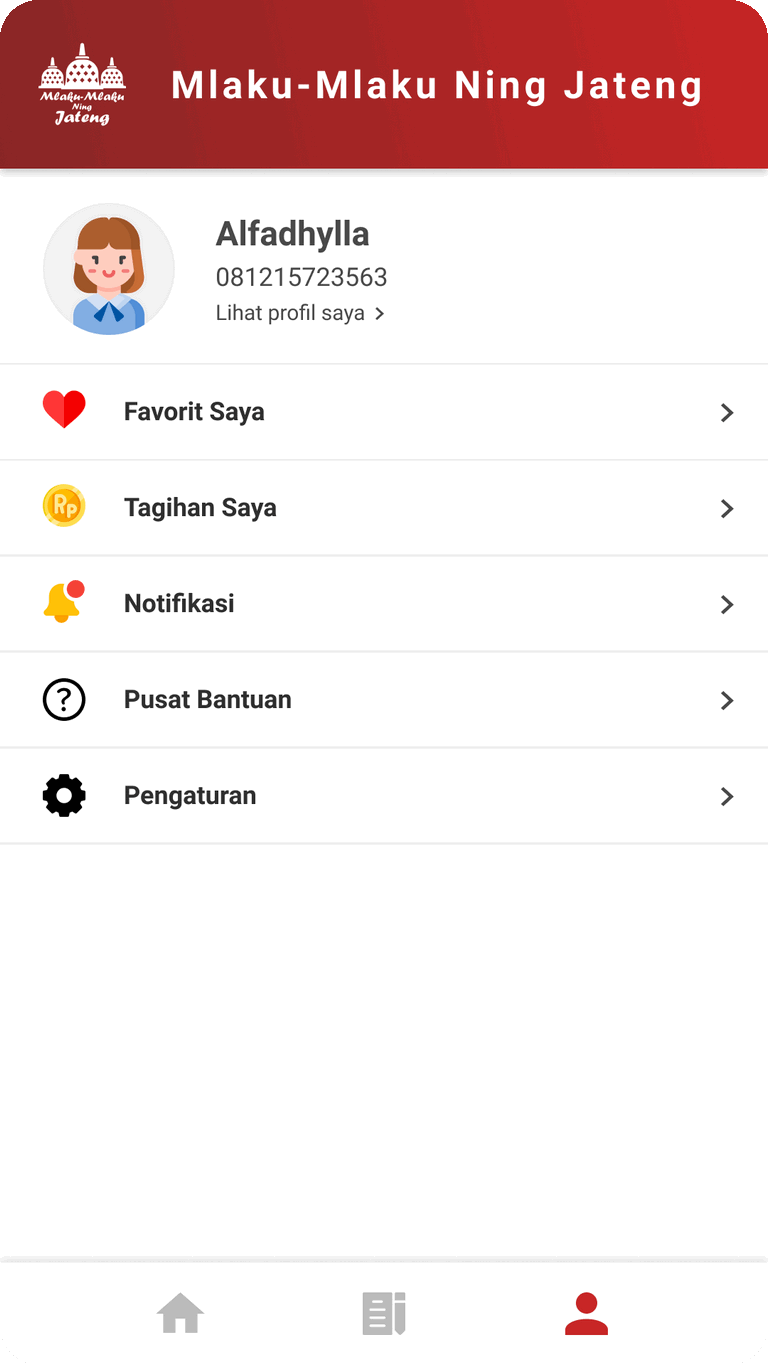 Mlaku-Mlaku
Ning
Jateng
Mlaku-Mlaku Ning Jateng
Alfadhylla
081215723563
Lihat profil saya
Favorit Saya
Rp
Tagihan Saya
Notifikasi
?
Pusat Bantuan
Pengaturan